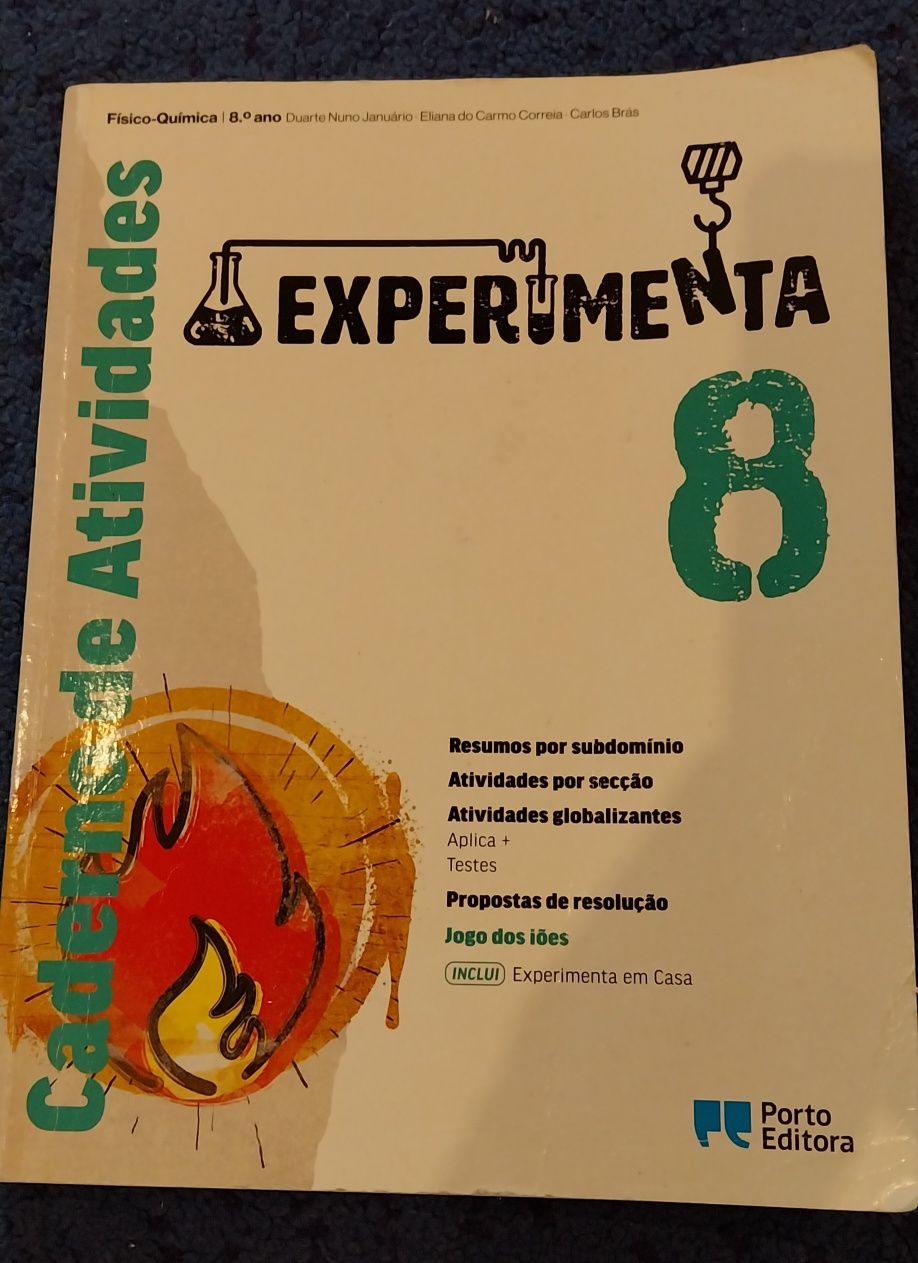 Físico-Química | 8.º ano Duarte Nuno Januário · Eliana do Carmo Correia · Carlos Brás
Caderno de Atividades
EXPERIMENTA
8
Resumos por subdomínio
Atividades por secção
Atividades globalizantes
Aplica +
Testes
Propostas de resolução
Jogo dos iões
INCLUI Experimenta em Casa
Porto
Editora